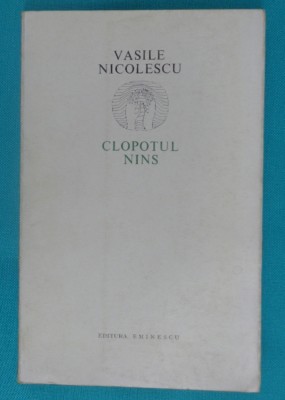 VASILE
NICOLESCU
CLOPOTUL
NINS
EDITURA EMINESCU